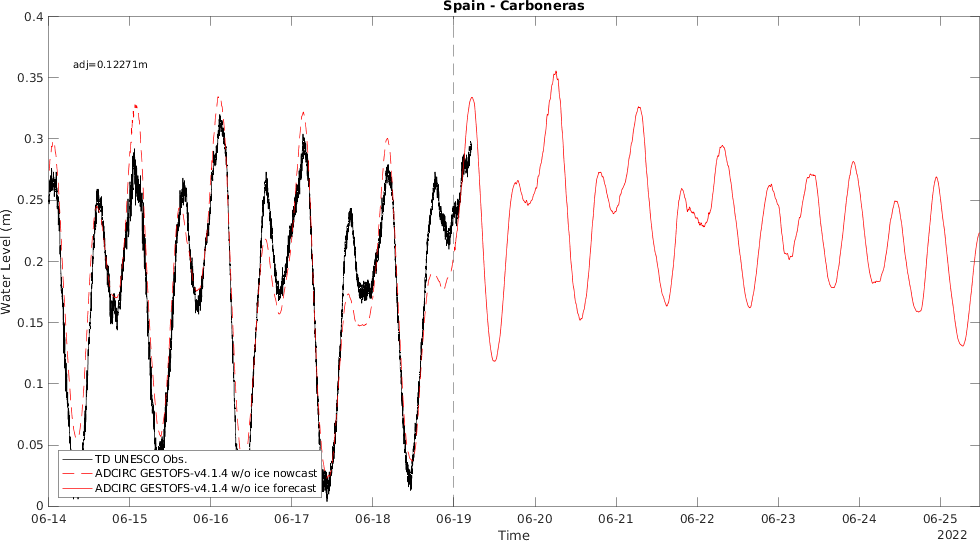 Spain - Carboneras
0.4
0.35
0.3
0.25
0.2
0.15
0.1
0.05
0
Water Level (m)
adj=0.12271m
TD UNESCO Obs.
ADCIRC GESTOFS-v4.1.4 w/o ice nowcast
ADCIRC GESTOFS-v4.1.4 w/o ice forecast
06-14 06-15 06-16 06-17 06-18 06-19 06-20 06-21 06-22 06-23 06-24 06-25
Time
2022